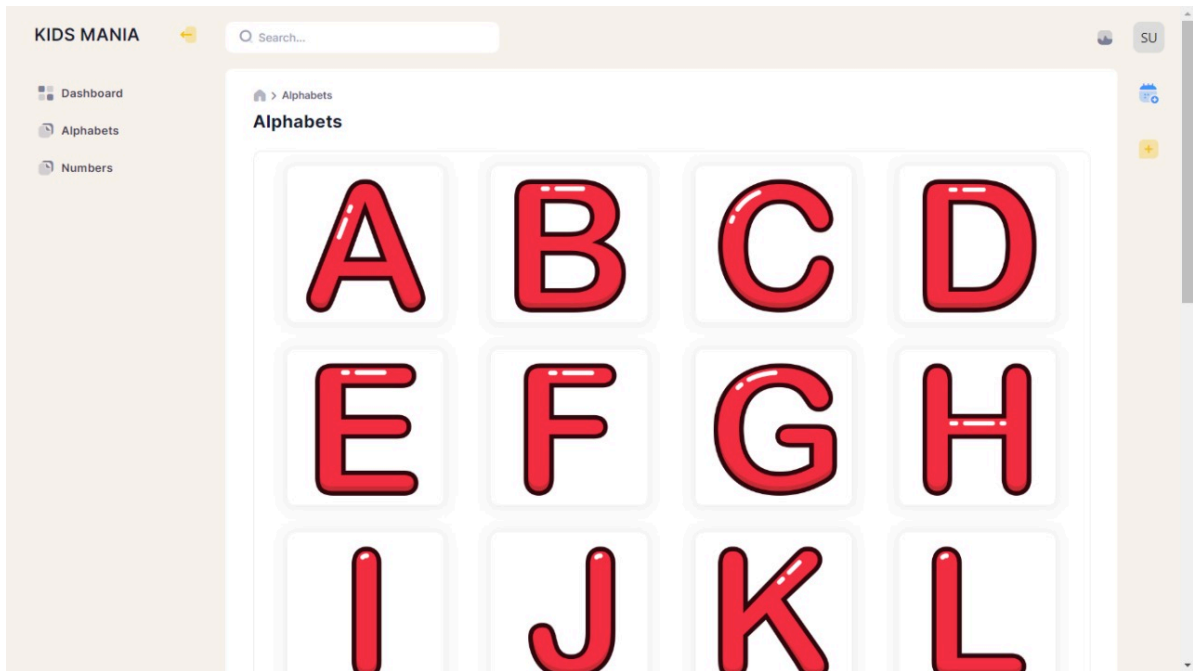 KIDS MANIA
Search...
SU
Dashboard
Alphabets
Numbers
> Alphabets
Alphabets
A B C D
E F G H
I J K L